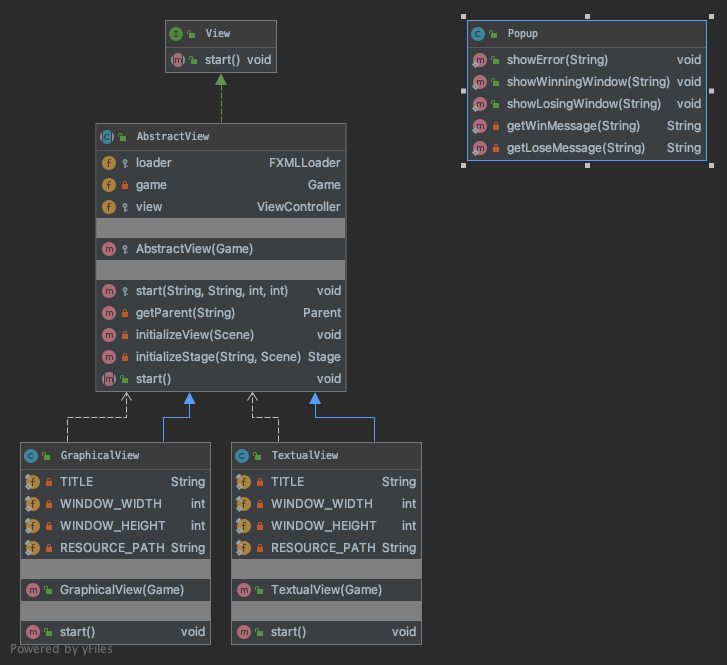 View
start() void
Popup
showError(String) void
showWinningWindow(String) void
showLosingWindow(String) void
getWinMessage(String) String
getLoseMessage(String) String
AbstractView
loader FXMLLoader
game Game
view ViewController
AbstractView(Game)
start(String, String, int, int) void
getParent(String) Parent
initializeView(Scene) void
initializeStage(String, Scene) Stage
start() void
GraphicalView
TITLE String
WINDOW_WIDTH int
WINDOW_HEIGHT int
RESOURCE_PATH String
GraphicalView(Game)
start() void
TextualView
TITLE String
WINDOW_WIDTH int
WINDOW_HEIGHT int
RESOURCE_PATH String
TextualView(Game)
start() void
Powered by yFiles